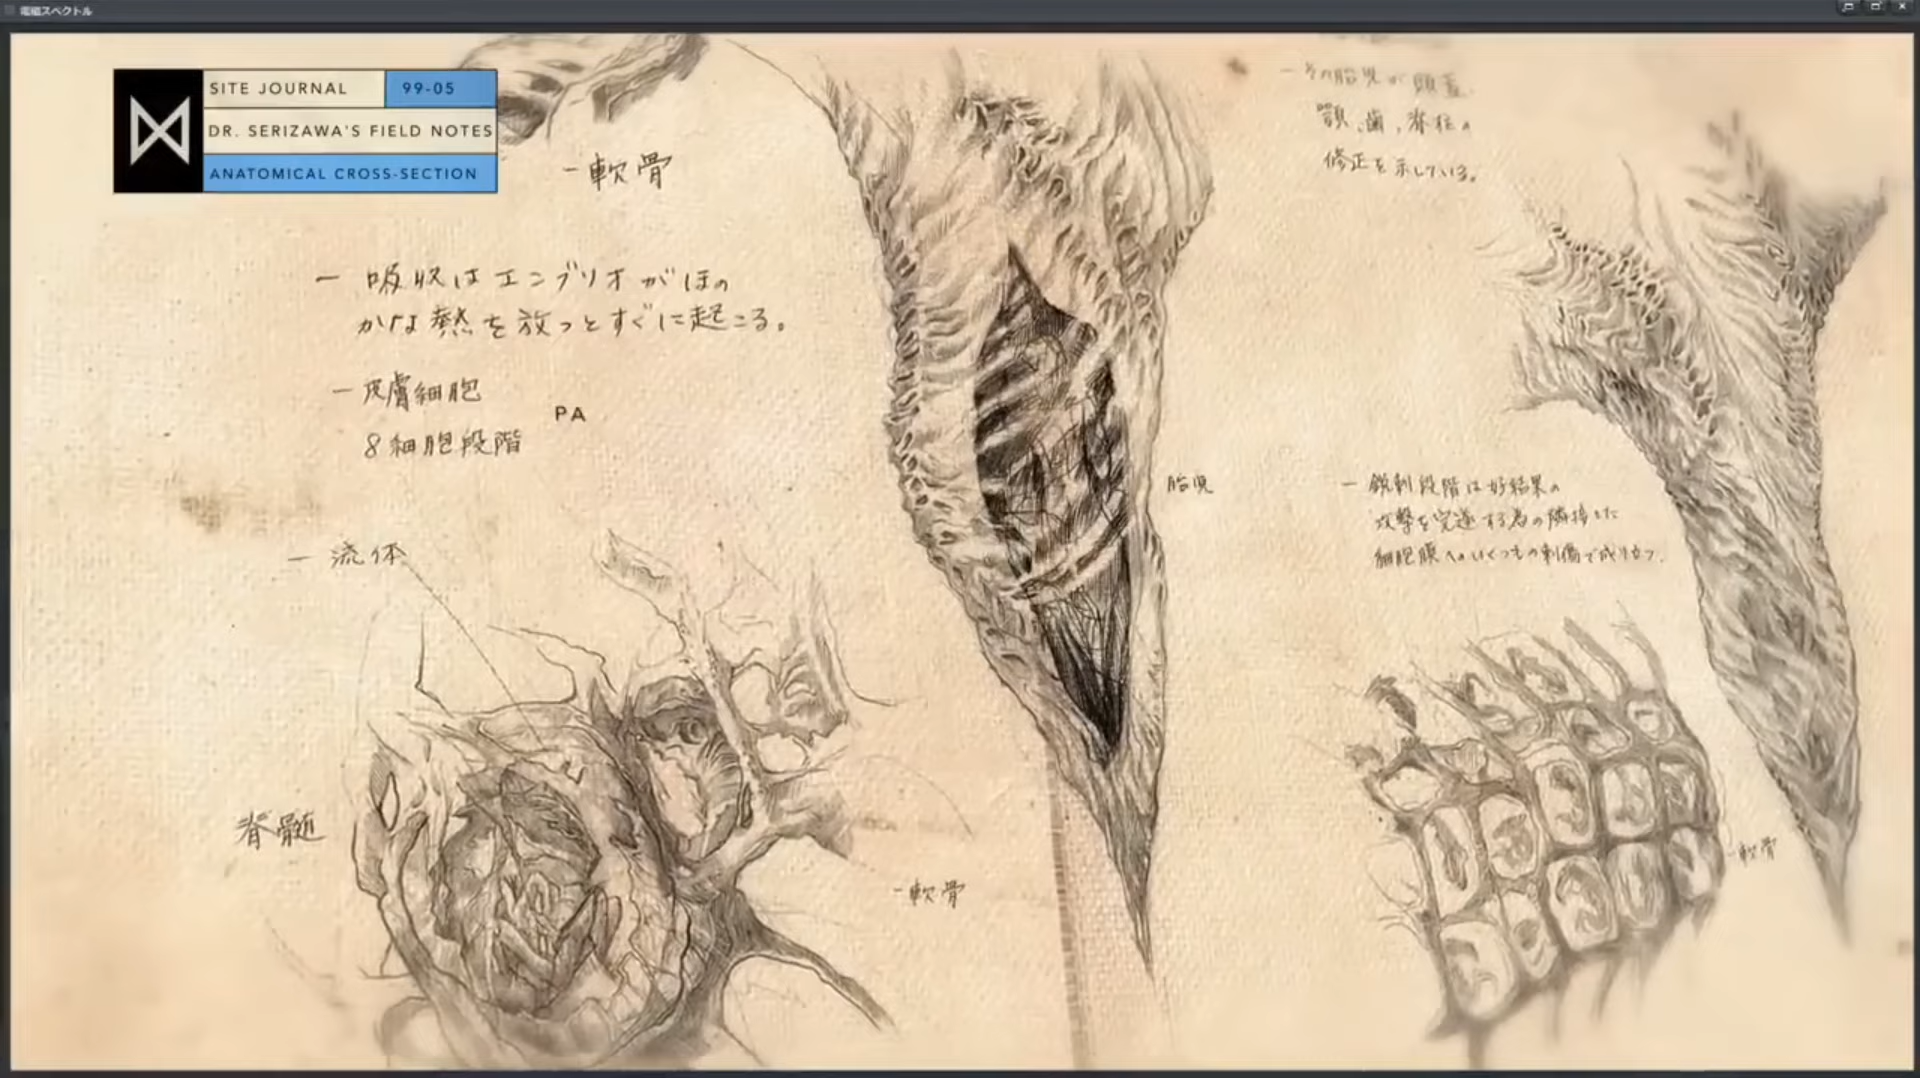 電磁スペクトル
SITE JOURNAL 99-05
DR. SERIZAWA'S FIELD NOTES
ANATOMICAL CROSS-SECTION
ー軟骨
ー 吸収はエンブリオがほの
かな熱を放つとすぐに起こる。
ー皮膚細胞
8細胞段階
PA
ー流体
脊髄
ー軟骨
胎児
ーその胎児が頭蓋、
顎、歯、脊柱の
修正を示している。
ー 鋭刺段階は好結果の
攻撃を完遂する為の隣接した
細胞膜へのいくつもの刺傷で成り立つ.
ー軟骨